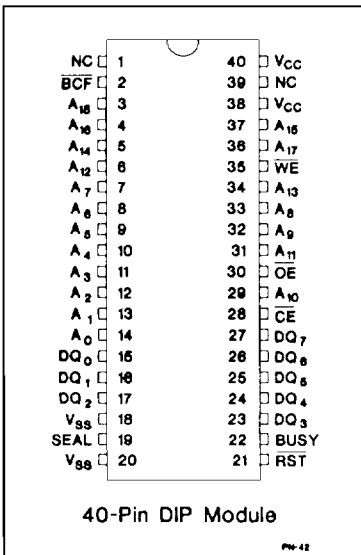 NC 1 40 VCC
BCF 2 39 NC
A18 3 38 VCC
A16 4 37 A15
A14 5 36 A17
A12 6 35 WE
A7 7 34 A13
A6 8 33 A8
A5 9 32 A9
A4 10 31 A11
A3 11 30 OE
A2 12 29 A10
A1 13 28 CE
A0 14 27 DQ7
DQ0 15 26 DQ6
DQ1 16 25 DQ5
DQ2 17 24 DQ4
VSS 18 23 DQ3
SEAL 19 22 BUSY
VSS 20 21 RST
40-Pin DIP Module
PN-42